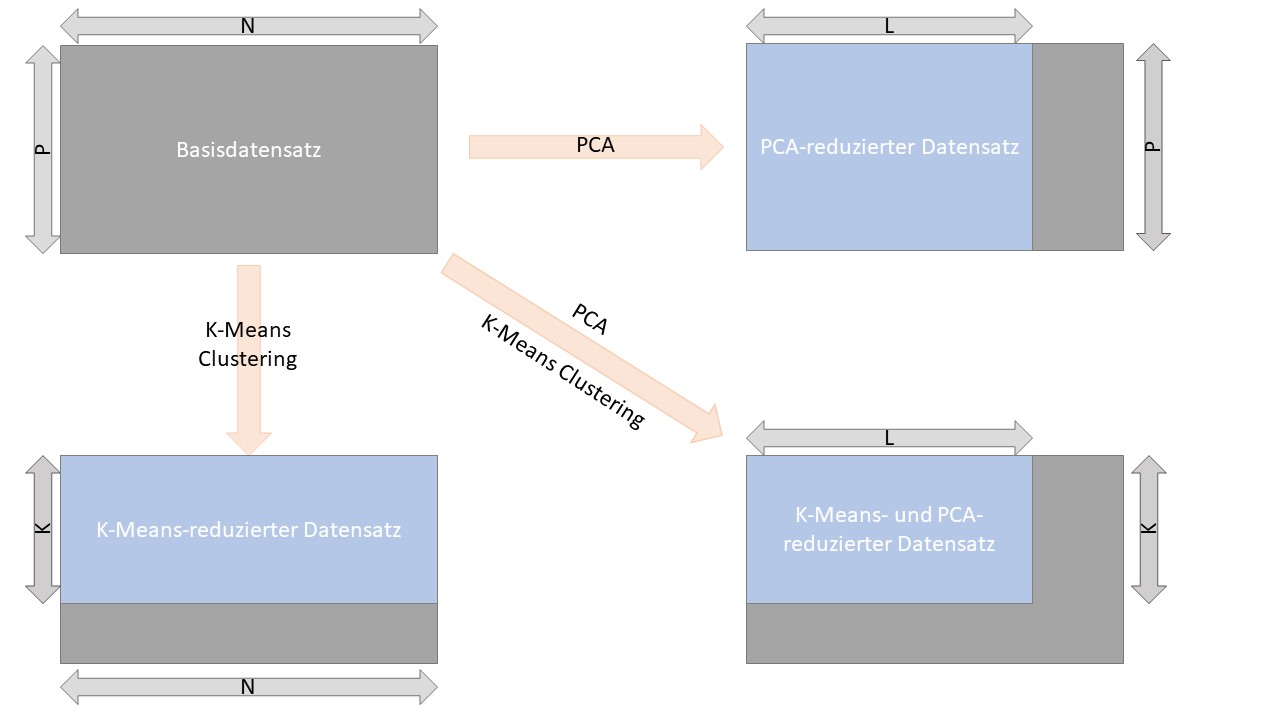 N
L
P
Basisdatensatz
PCA
PCA-reduzierter Datensatz
P
K-Means
Clustering
PCA
K-Means Clustering
L
K
K-Means-reduzierter Datensatz
K-Means- und PCA-
reduzierter Datensatz
K
N